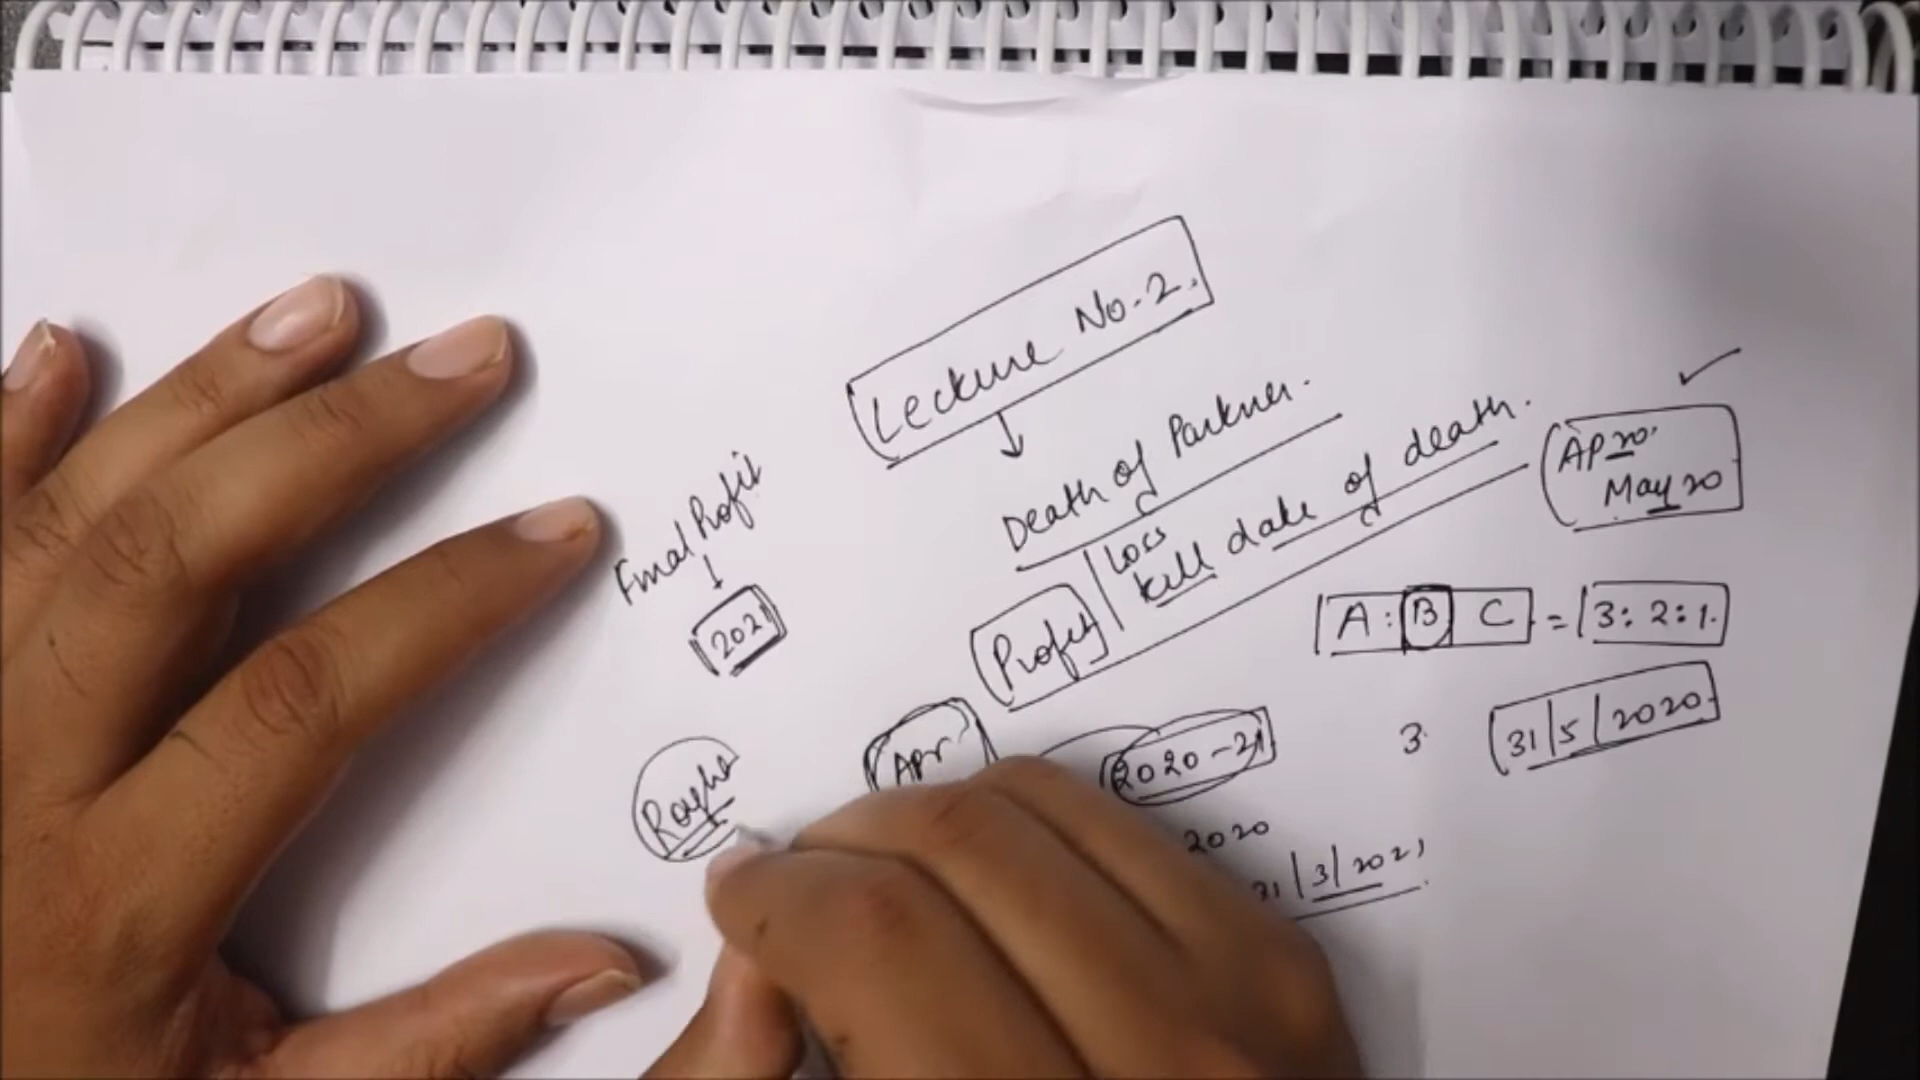 Lecture No-2.
Death of Partner.
Profit/Loss
till date of death.
AP 20.
May 20
Final Profit
2021
A : B C = 3: 2: 1.
3
31/5/2020.
Apr
2020-21
2020
31/3/2021